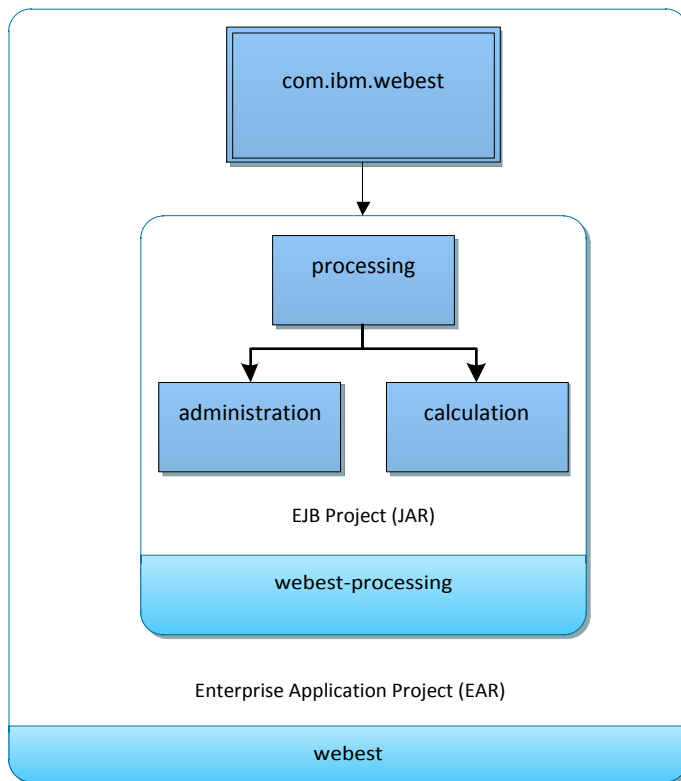 com.ibm.webest
processing
administration
calculation
EJB Project (JAR)
webest-processing
Enterprise Application Project (EAR)
webest